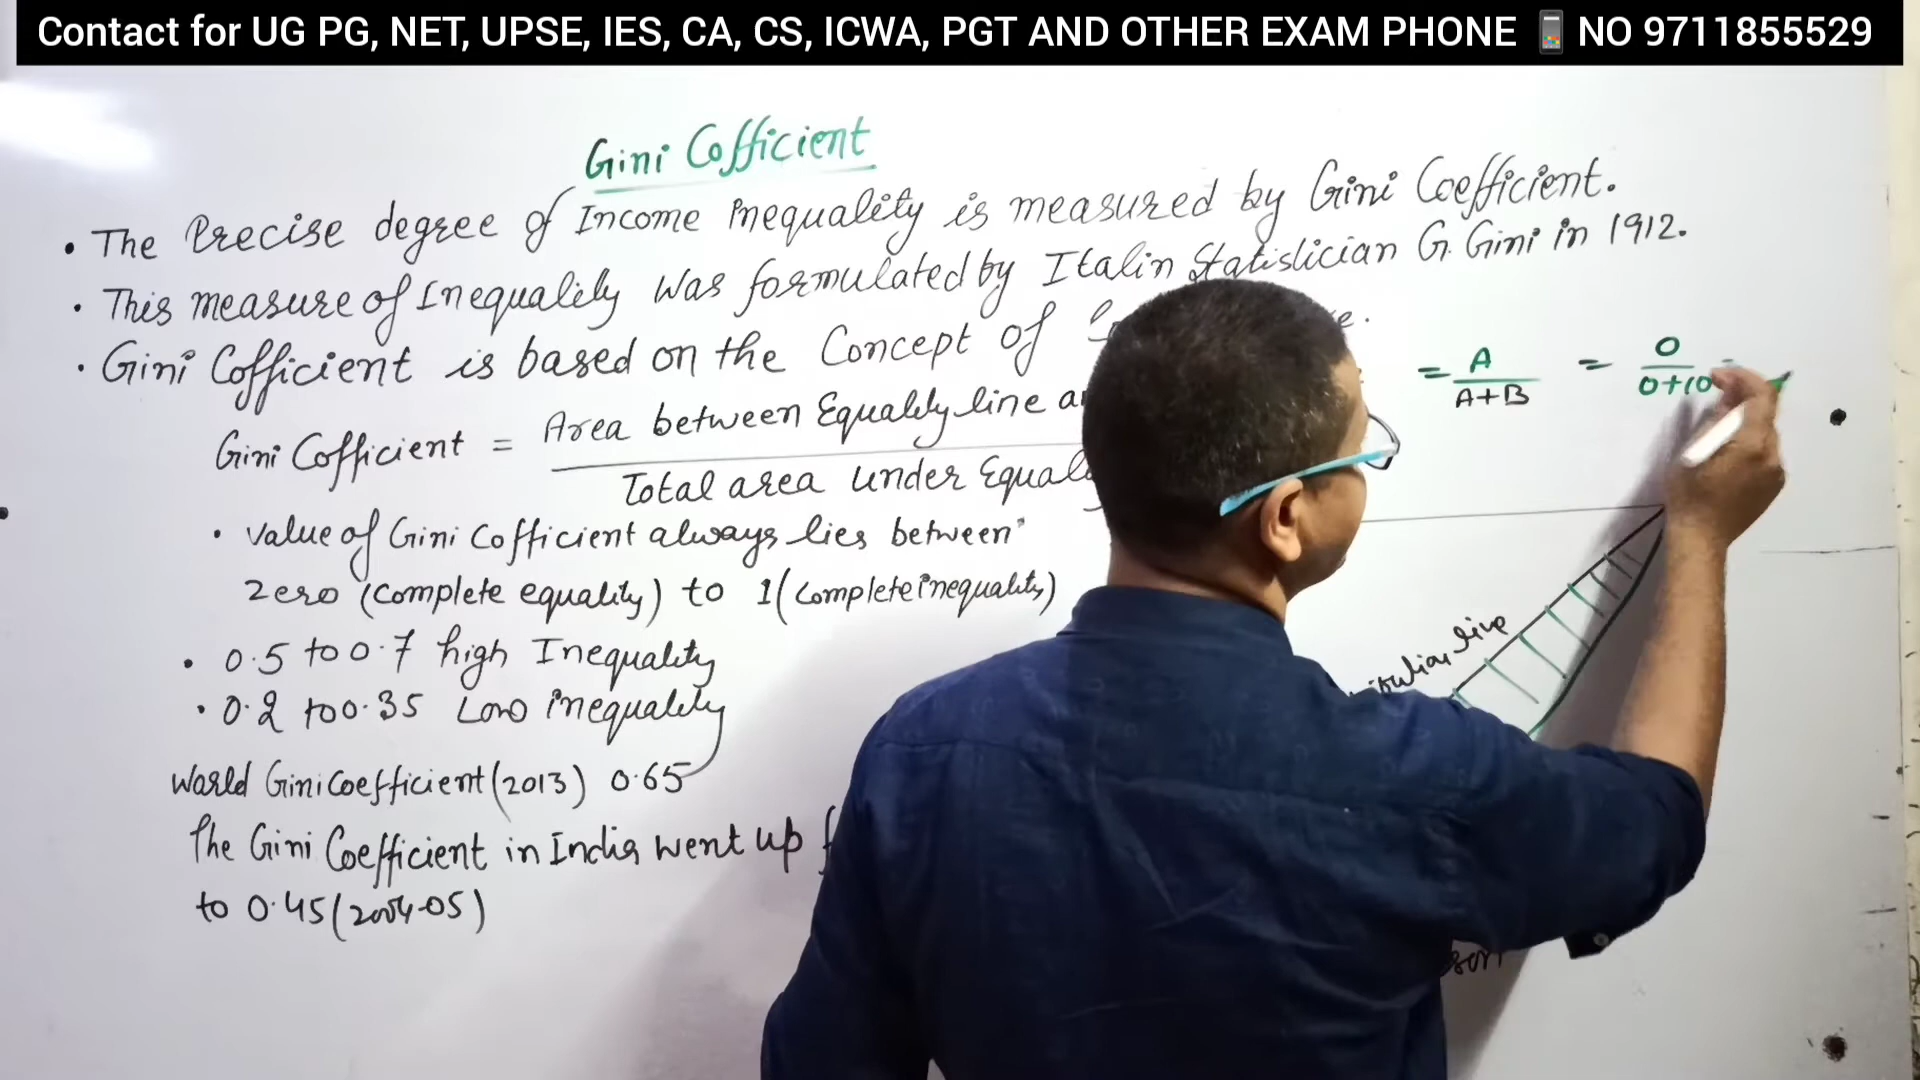 Contact for UG PG, NET, UPSE, IES, CA, CS, ICWA, PGT AND OTHER EXAM PHONE 📱 NO 9711855529
Gini Cofficient
• The Precise degree of Income inequality is measured by Gini Coefficient.
• This measure of Inequality was formulated by Italin Statistician G. Gini in 1912.
• Gini Cofficient is based on the Concept of
Gini Cofficient = Area between Equality line
Total area under
= A / A+B = 0 / 0+10
• Value of Gini Cofficient always lies between
Zero (Complete equality) to 1 (Complete inequality)
• 0.5 to 0.7 high Inequality
• 0.2 to 0.35 Low inequality
line
World Gini Coefficient (2013) 0.65
The Gini Coefficient in India went up
to 0.45 (2004-05)